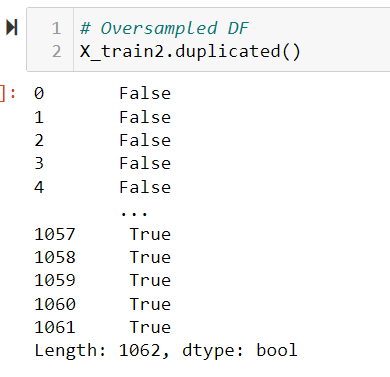 1 # Oversampled DF
2 X_train2.duplicated()
]: 0 False
1 False
2 False
3 False
4 False
...
1057 True
1058 True
1059 True
1060 True
1061 True
Length: 1062, dtype: bool